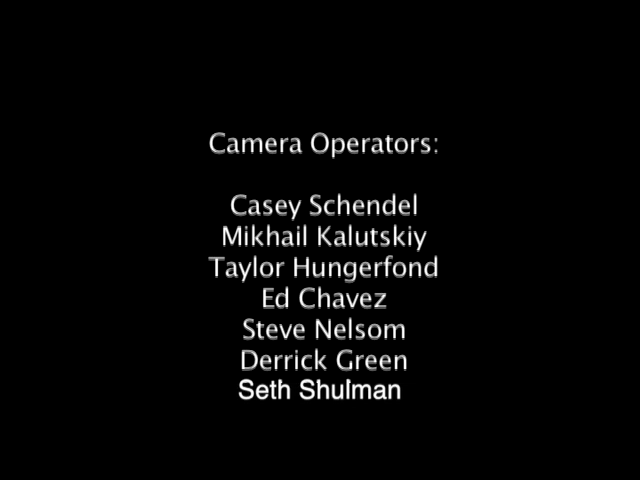 Camera Operators:
Casey Schendel
Mikhail Kalutskiy
Taylor Hungerfond
Ed Chavez
Steve Nelsom
Derrick Green
Seth Shulman